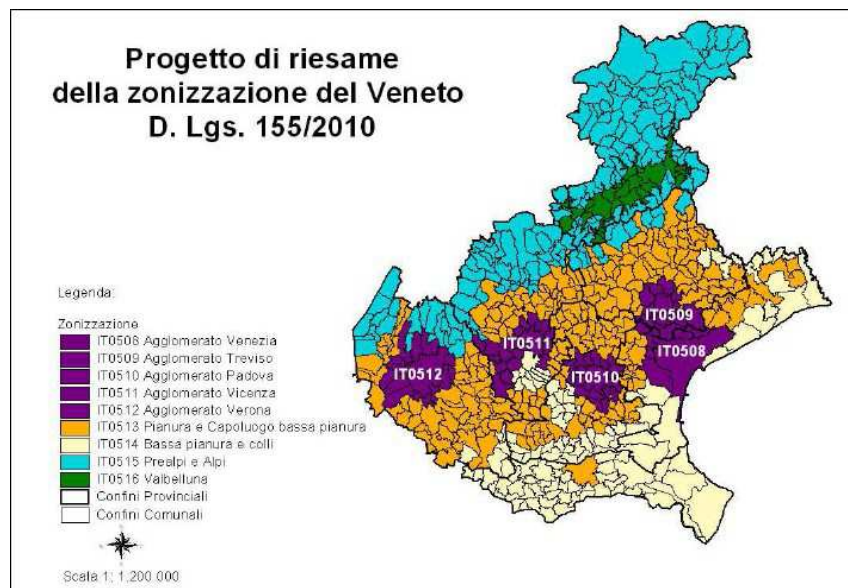 Progetto di riesame
della zonizzazione del Veneto
D. Lgs. 155/2010
Legenda:
Zonizzazione
IT0508 Agglomerato Venezia
IT0509 Agglomerato Treviso
IT0510 Agglomerato Padova
IT0511 Agglomerato Vicenza
IT0512 Agglomerato Verona
IT0513 Pianura e Capoluogo bassa pianura
IT0514 Bassa pianura e colli
IT0515 Prealpi e Alpi
IT0516 Valbelluna
Confini Provinciali
Confini Comunali
Scala 1: 1.200.000
IT0509
IT0511
IT0508
IT0512
IT0510